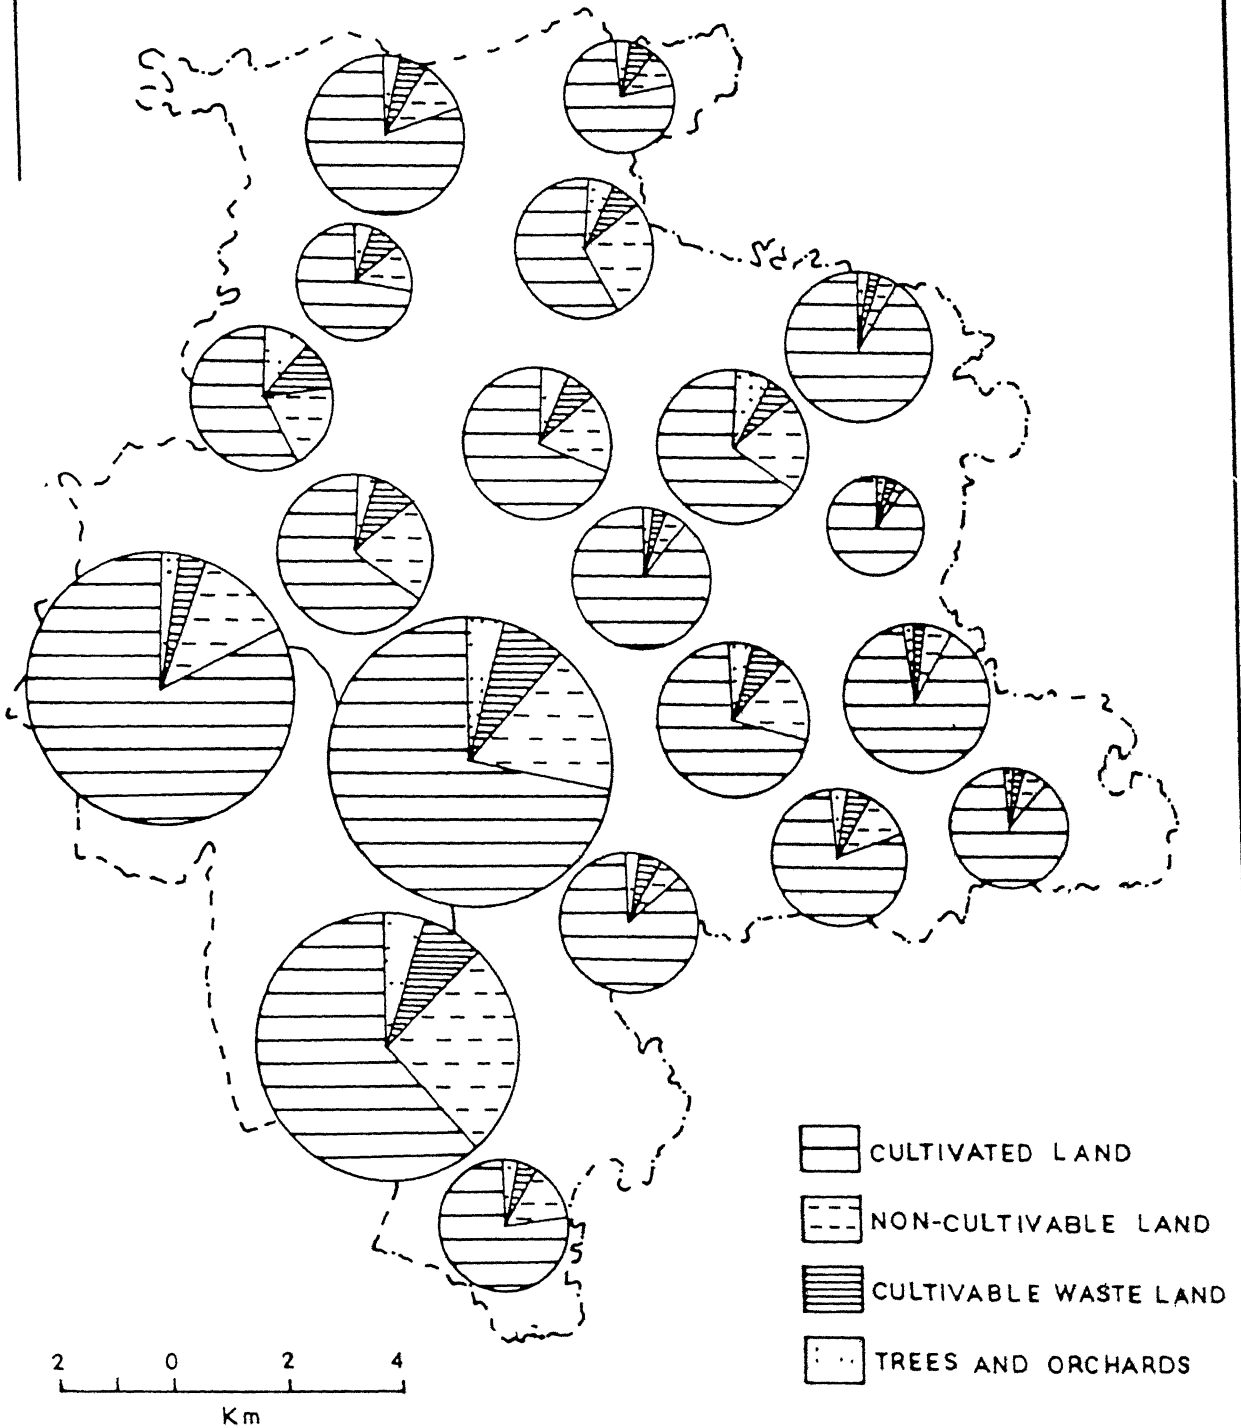 CULTIVATED LAND
NON-CULTIVABLE LAND
CULTIVABLE WASTE LAND
TREES AND ORCHARDS
2 0 2 4
Km